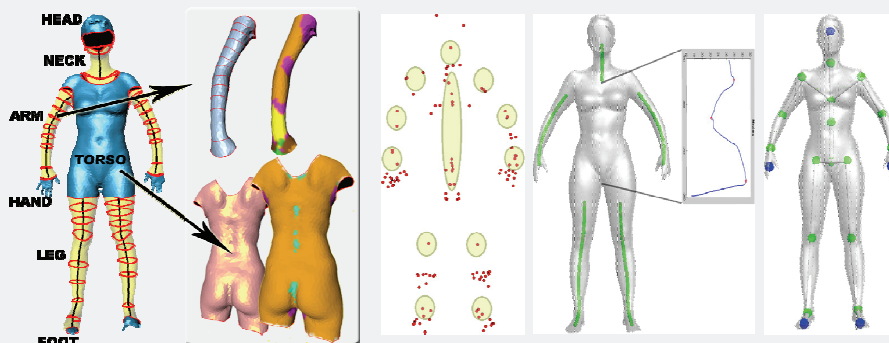 HEAD
NECK
ARM
TORSO
HAND
LEG
FOOT